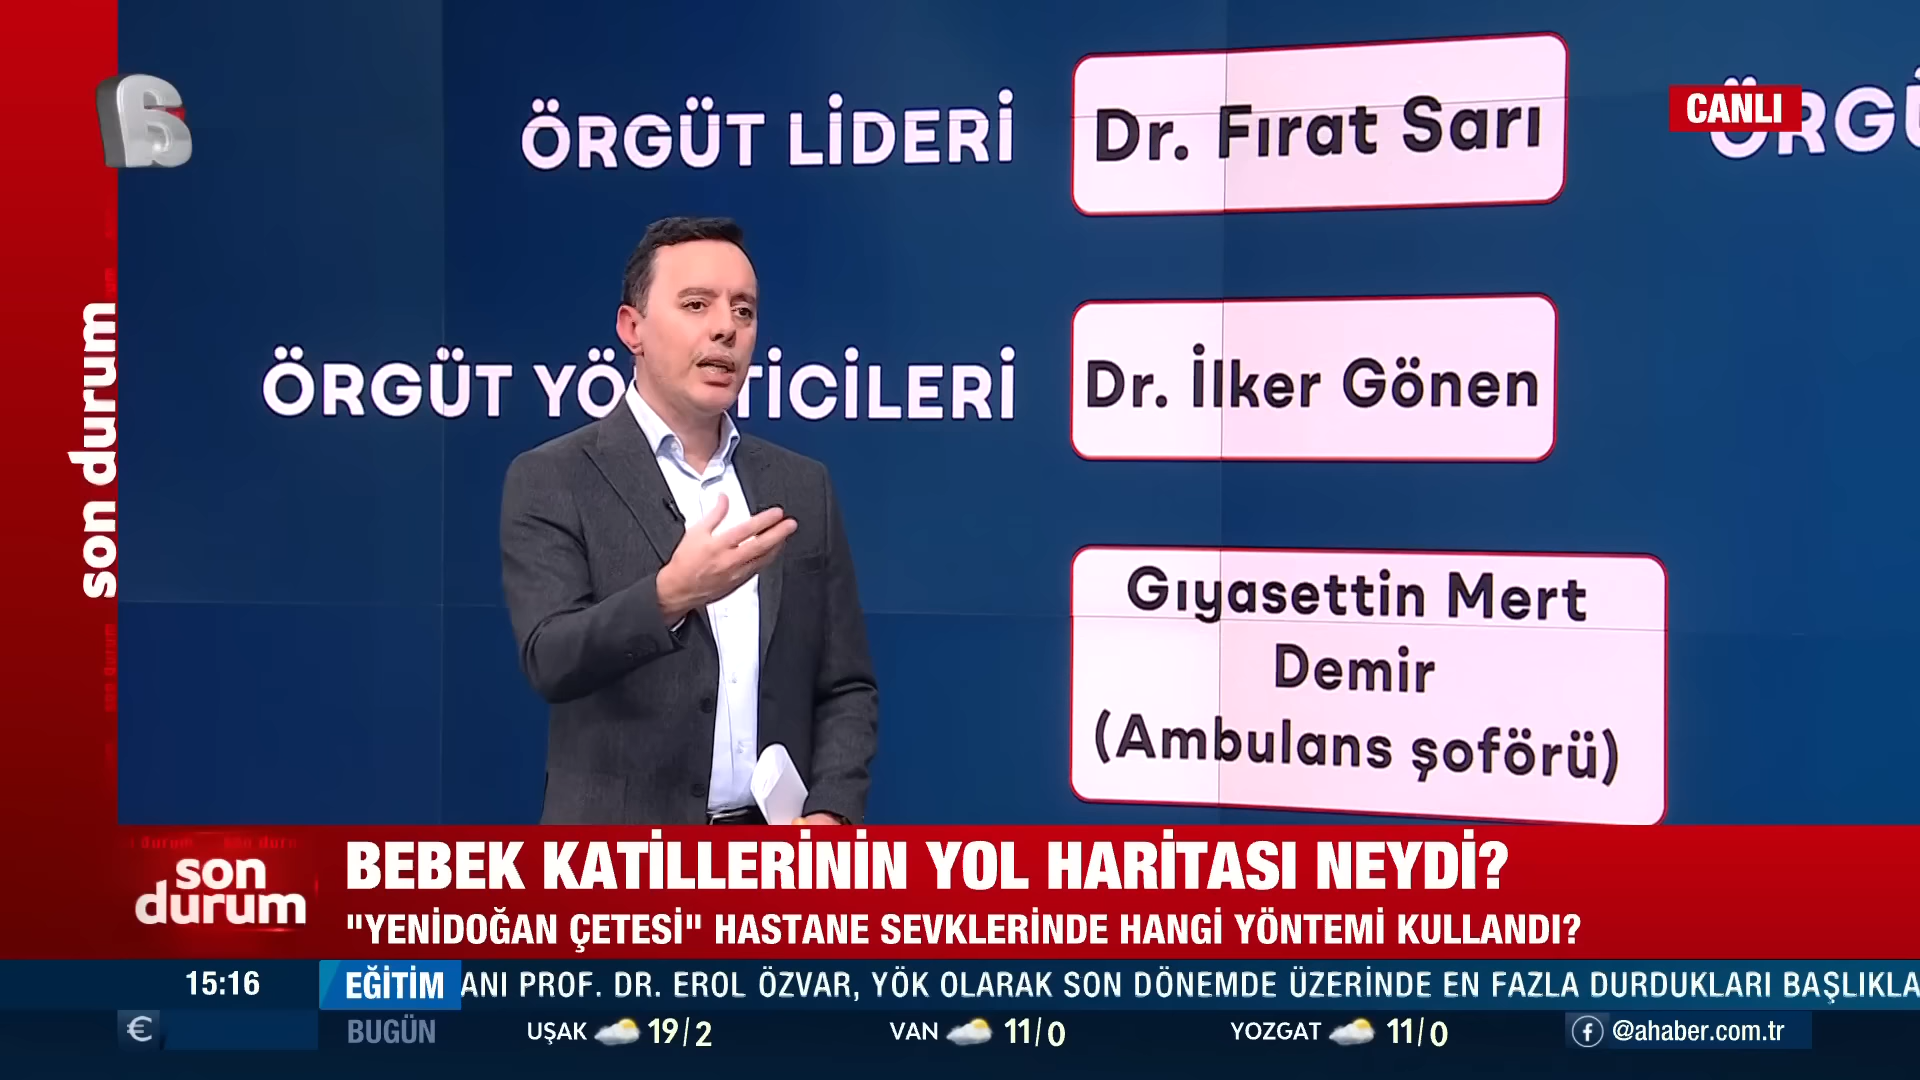 ÖRGÜT LİDERİ
Dr. Fırat Sarı
CANLI
ÖRGÜ
ÖRGÜT YÖ TİCİLERİ
Dr. İlker Gönen
Gıyasettin Mert
Demir
(Ambulans şoförü)
son durum
BEBEK KATİLLERİNİN YOL HARİTASI NEYDİ?
son
durum
"YENİDOĞAN ÇETESİ" HASTANE SEVKLERİNDE HANGİ YÖNTEMİ KULLANDI?
15:16
EĞİTİM
ANI PROF. DR. EROL ÖZVAR, YÖK OLARAK SON DÖNEMDE ÜZERİNDE EN FAZLA DURDUKLARI BAŞLIKLA
€
BUGÜN
UŞAK 19/2
VAN 11/0
YOZGAT 11/0
@ahaber.com.tr